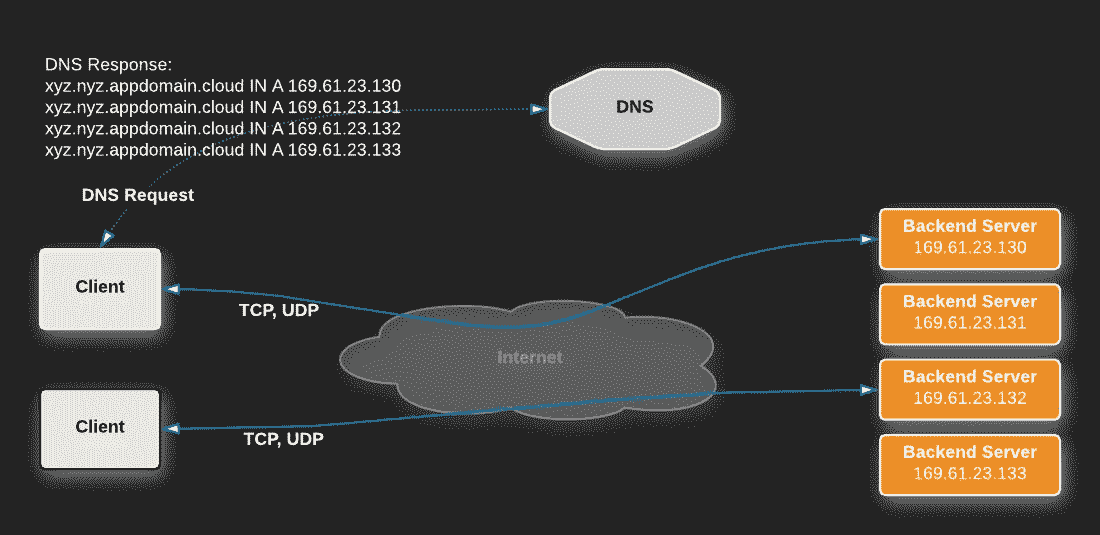 DNS Response:
xyz.nyz.appdomain.cloud IN A 169.61.23.130
xyz.nyz.appdomain.cloud IN A 169.61.23.131
xyz.nyz.appdomain.cloud IN A 169.61.23.132
xyz.nyz.appdomain.cloud IN A 169.61.23.133
DNS
DNS Request
Client
TCP, UDP
Internet
Client
TCP, UDP
Backend Server
169.61.23.130
Backend Server
169.61.23.131
Backend Server
169.61.23.132
Backend Server
169.61.23.133